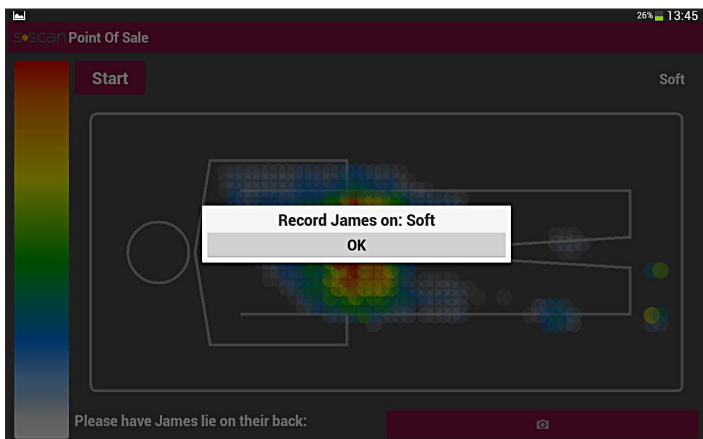 26% 13:45
s•scan Point Of Sale
Start
Soft
Record James on: Soft
OK
Please have James lie on their back: